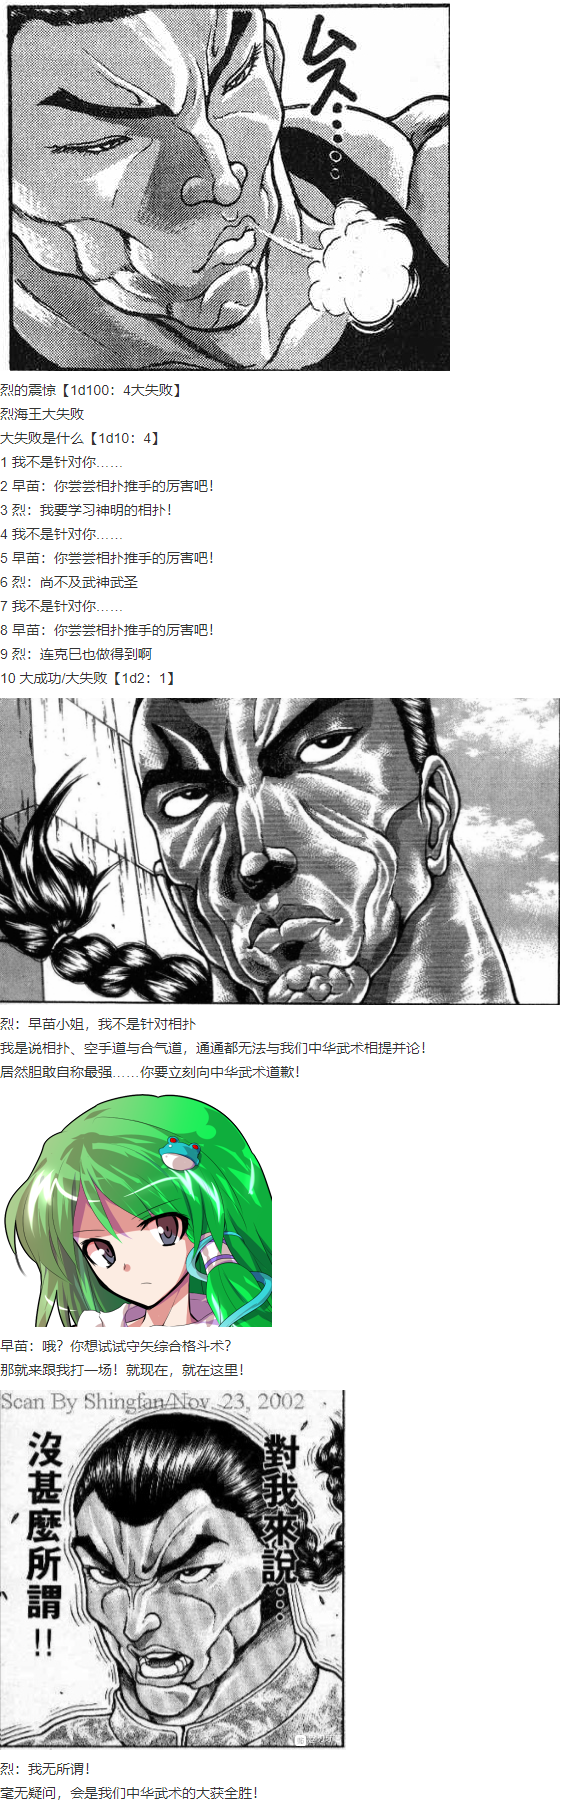 ムス……。。
烈的震惊【1d100：4大失败】
烈海王大失败
大失败是什么【1d10：4】
1 我不是针对你……
2 早苗：你尝尝相扑推手的厉害吧！
3 烈：我要学习神明的相扑！
4 我不是针对你……
5 早苗：你尝尝相扑推手的厉害吧！
6 烈：尚不及武神武圣
7 我不是针对你……
8 早苗：你尝尝相扑推手的厉害吧！
9 烈：连克巳也做得到啊
10 大成功/大失败【1d2：1】
烈：早苗小姐，我不是针对相扑
我是说相扑、空手道与合气道，通通都无法与我们中华武术相提并论！
居然胆敢自称最强……你要立刻向中华武术道歉！
早苗：哦？你想试试守矢综合格斗术？
那就来跟我打一场！就现在，就在这里！
Scan By Shingfan/Nov. 23, 2002
對我來說…
沒甚麼所謂!!
烈：我无所谓！
毫无疑问，会是我们中华武术的大获全胜！